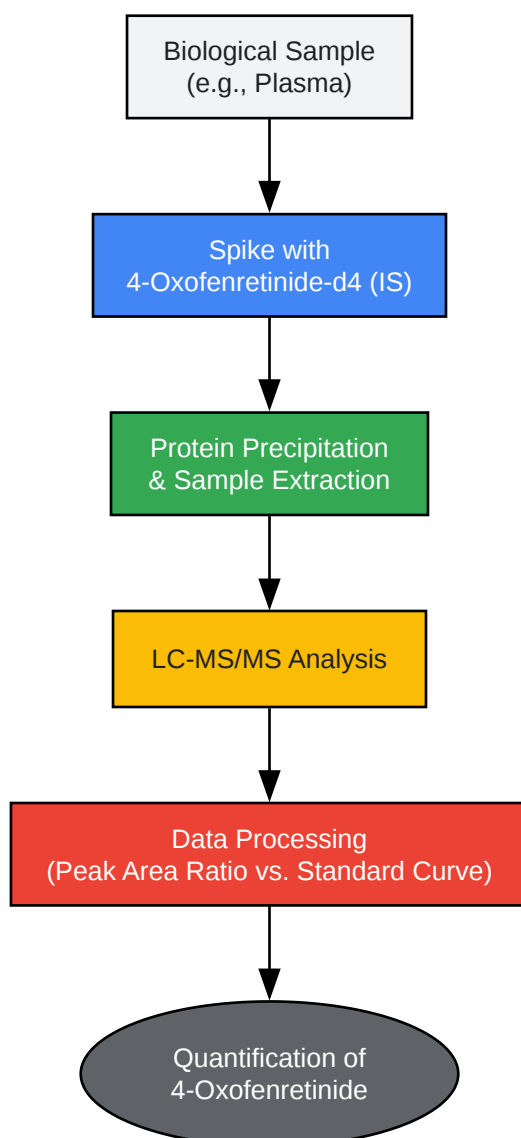 Biological Sample
(e.g., Plasma)
Spike with
4-Oxofenretinide-d4 (IS)
Protein Precipitation
& Sample Extraction
LC-MS/MS Analysis
Data Processing
(Peak Area Ratio vs. Standard Curve)
Quantification of
4-Oxofenretinide